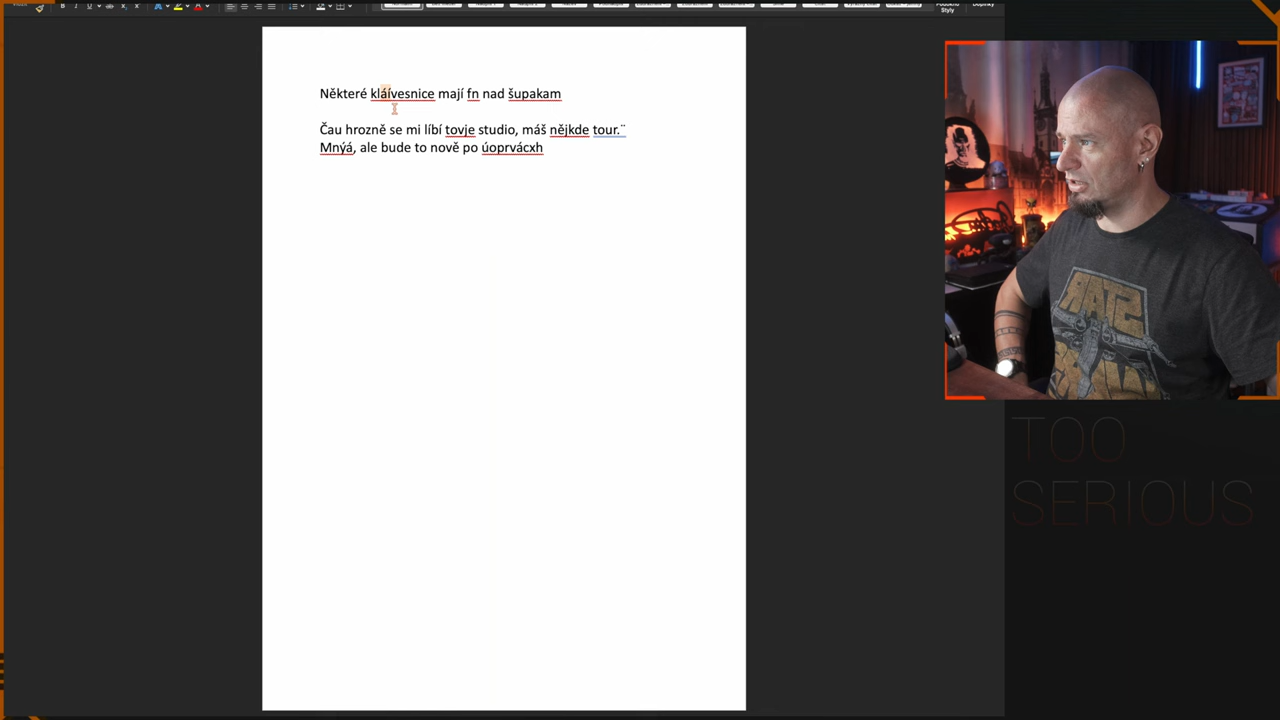 Některé kláívesnice mají fn nad šupakam
Čau hrozně se mi líbí tovje studio, máš nějkde tour.¨
Mnýá, ale bude to nově po úoprvácxh
TOO
SERIOUS
STAR